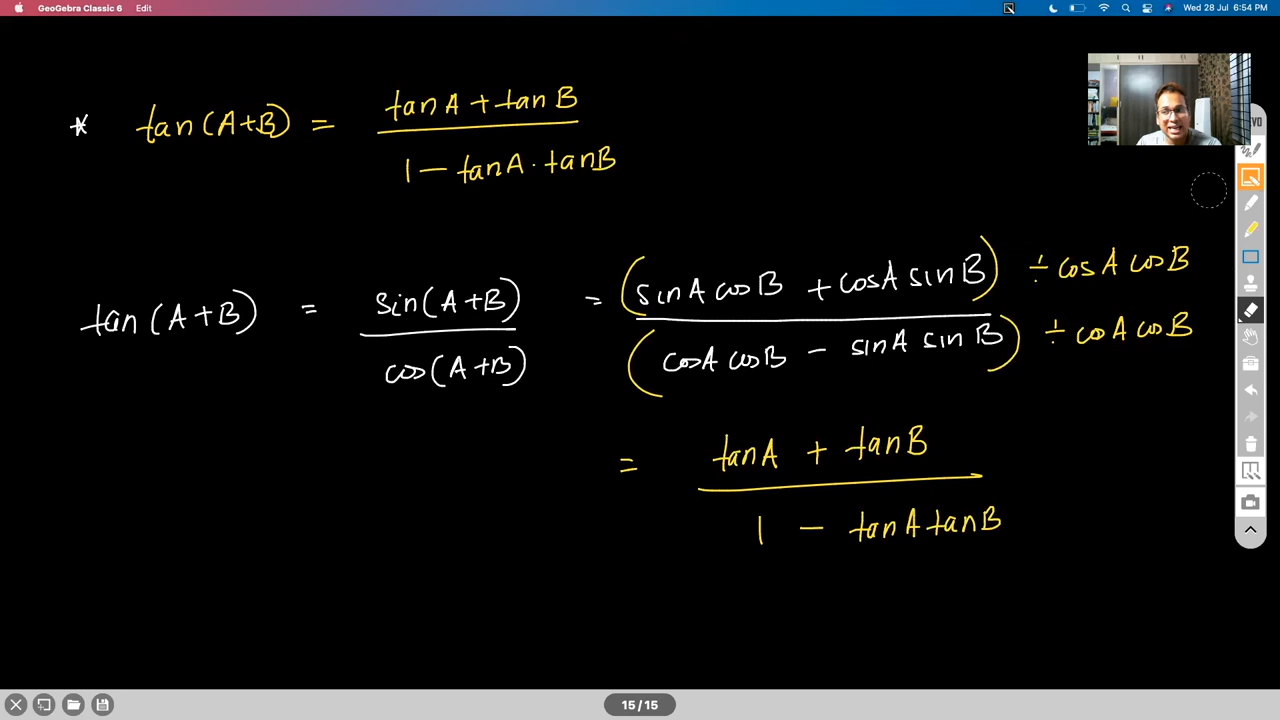 GeoGebra Classic 6 Edit Wed 28 Jul 6:54 PM
* tan(A+B) = tanA + tanB
1 − tanA · tanB
tan(A+B) = sin(A+B) = (sinA cosB + cosA sinB) ÷ cosA cosB
cos(A+B) (cosA cosB − sinA sinB) ÷ cosA cosB
= tanA + tanB
1 − tanA tanB
15/15